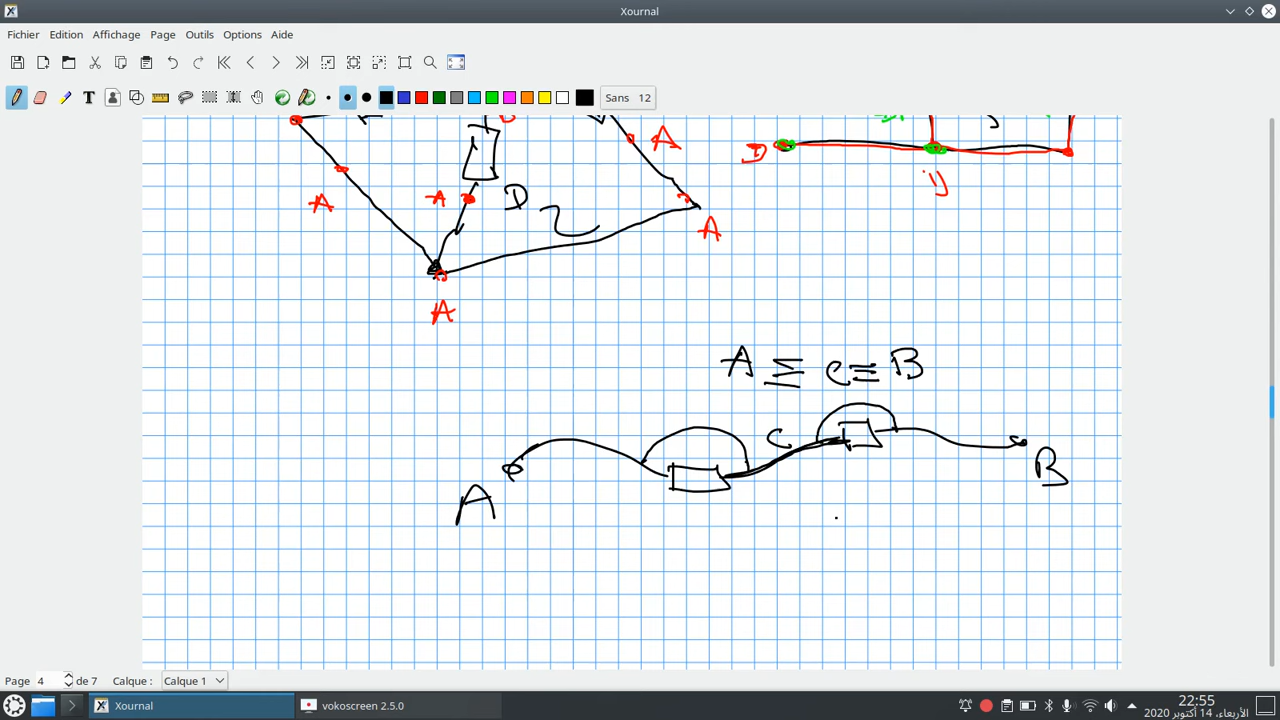 Xournal
Fichier Edition Affichage Page Outils Options Aide
Sans 12
A
A
A
D
A
A
D
A ≡ C ≡ B
C
A
B
Page 4 de 7 Calque : Calque 1
Xournal
vokoscreen 2.5.0
22:55
الأربعاء, 14 أكتوبر 2020